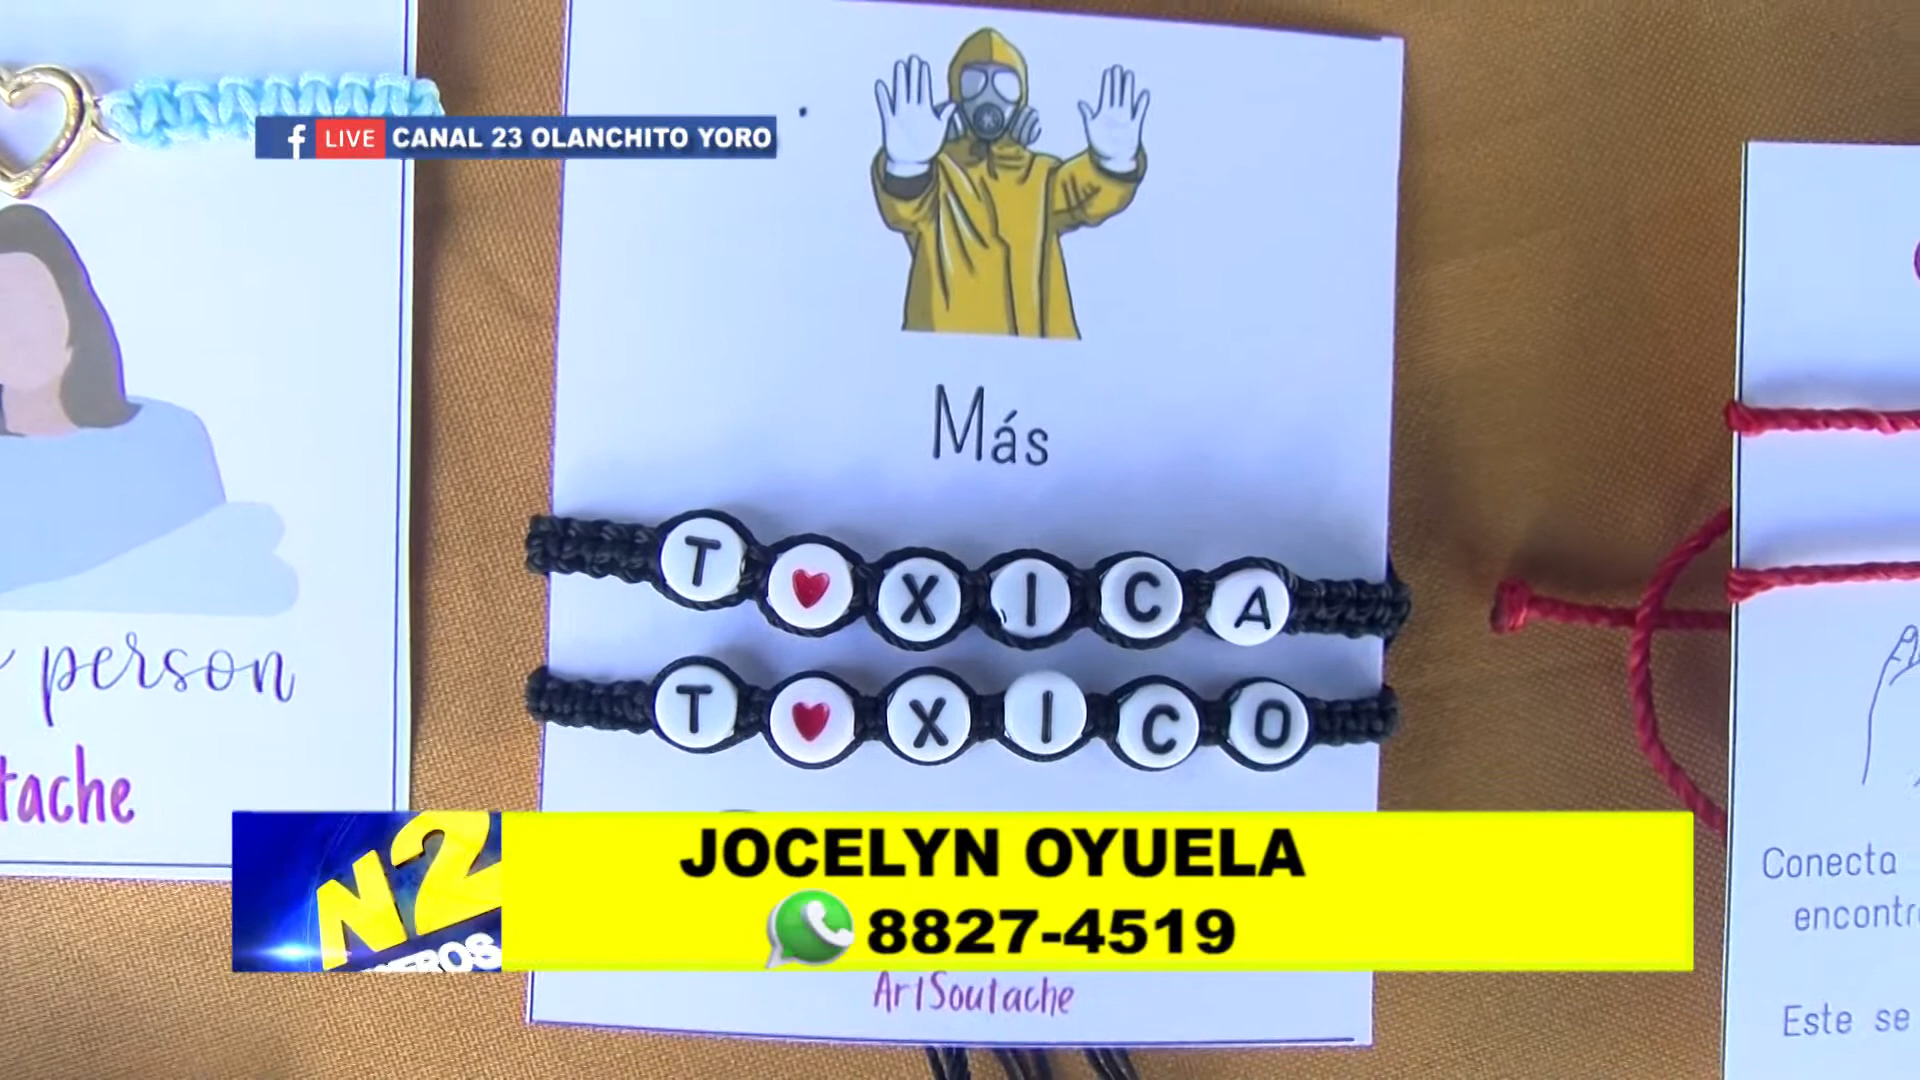 LIVE CANAL 23 OLANCHITO YORO
Más
T♥XICA
T♥XICO
person
tache
N2
JOCELYN OYUELA
8827-4519
ArtSoutache
Conecta
Este se